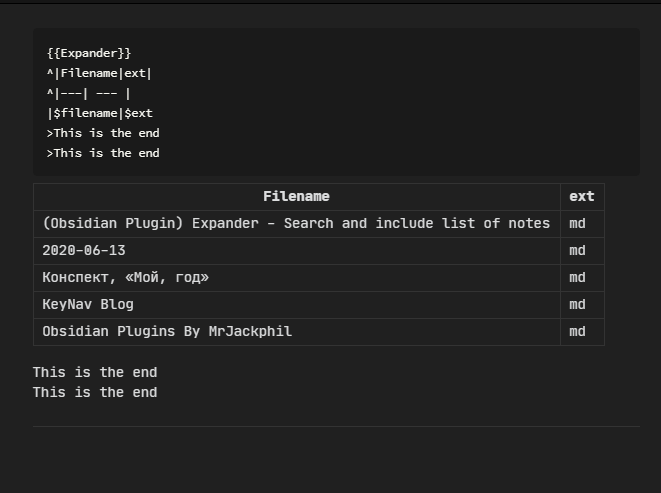 {{Expander}}
^|Filename|ext|
^|---| --- |
|$filename|$ext
>This is the end
>This is the end
Filename ext
(Obsidian Plugin) Expander - Search and include list of notes md
2020-06-13 md
Конспект, «Мой, год» md
KeyNav Blog md
Obsidian Plugins By MrJackphil md
This is the end
This is the end